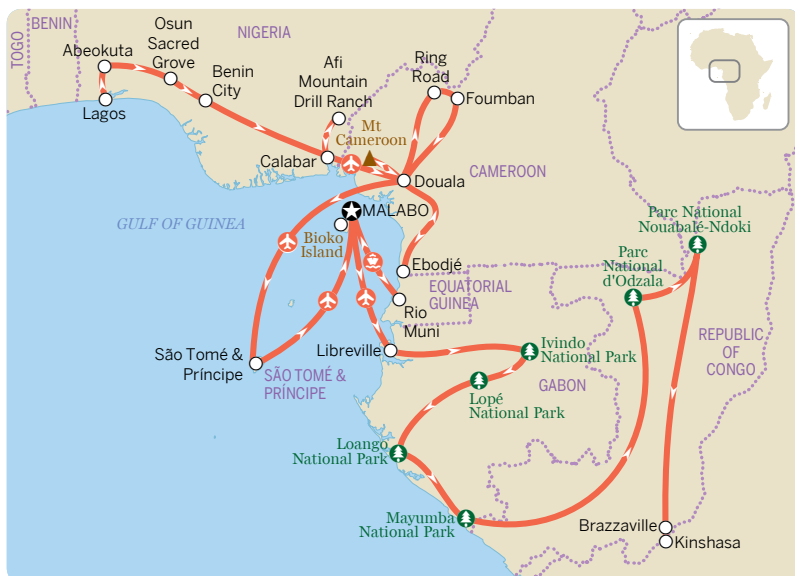 TOGO
BENIN
NIGERIA
Abeokuta
Osun
Sacred
Grove
Benin
City
Lagos
Afi
Mountain
Drill Ranch
Ring
Road
Foumban
Mt
Cameroon
Calabar
Douala
CAMEROON
GULF OF GUINEA
MALABO
Bioko
Island
Ebodjé
EQUATORIAL
GUINEA
Rio
Muni
Parc National
Nouabalé-Ndoki
Parc
National
d'Odzala
REPUBLIC
OF
CONGO
São Tomé &
Príncipe
SÃO TOMÉ &
PRÍNCIPE
Libreville
Ivindo
National Park
GABON
Lopé
National Park
Loango
National Park
Mayumba
National Park
Brazzaville
Kinshasa